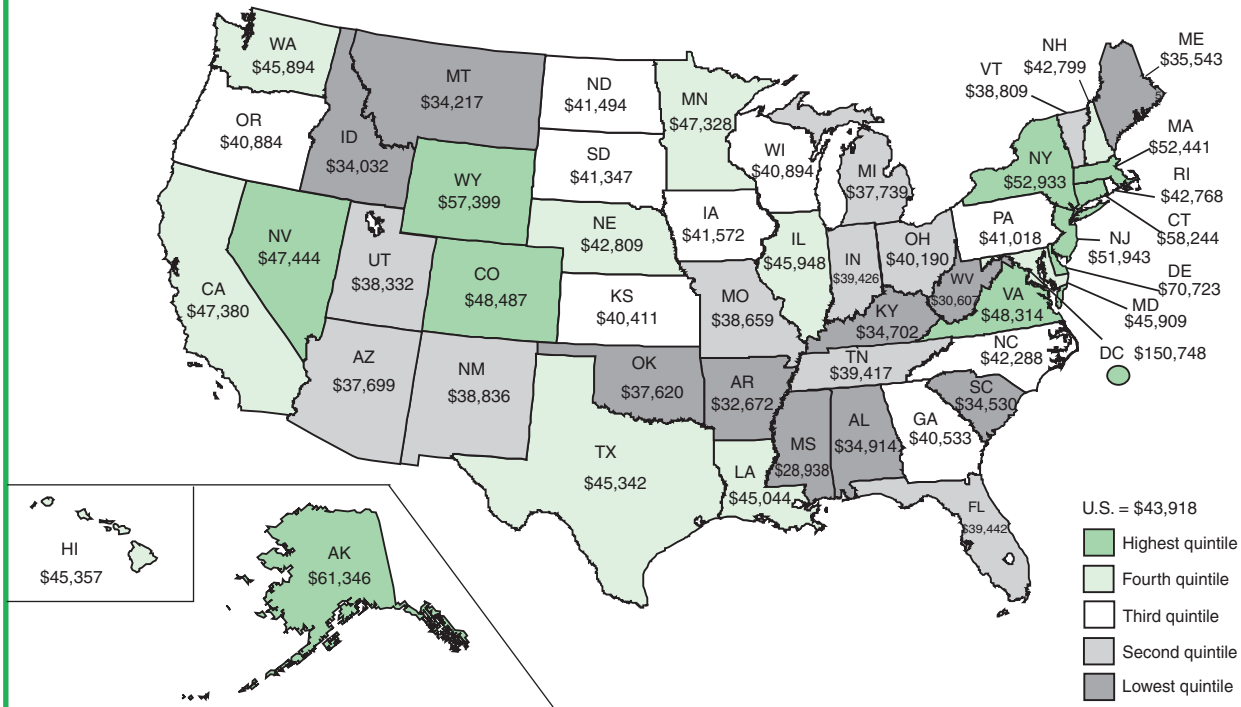 WA
$45,894
MT
$34,217
ND
$41,494
MN
$47,328
OR
$40,884
ID
$34,032
SD
$41,347
WI
$40,894
MI
$37,739
WY
$57,399
NV
$47,444
UT
$38,332
CO
$48,487
NE
$42,809
IA
$41,572
IL
$45,948
IN
$39,426
OH
$40,190
PA
$41,018
NY
$52,933
VT
$38,809
NH
$42,799
ME
$35,543
MA
$52,441
RI
$42,768
CT
$58,244
NJ
$51,943
DE
$70,723
MD
$45,909
DC $150,748
CA
$47,380
KS
$40,411
MO
$38,659
KY
$34,702
WV
$30,607
VA
$48,314
NC
$42,288
TN
$39,417
SC
$34,530
AZ
$37,699
NM
$38,836
OK
$37,620
AR
$32,672
MS
$28,938
AL
$34,914
GA
$40,533
TX
$45,342
LA
$45,044
FL
$39,442
HI
$45,357
AK
$61,346
U.S. = $43,918
Highest quintile
Fourth quintile
Third quintile
Second quintile
Lowest quintile